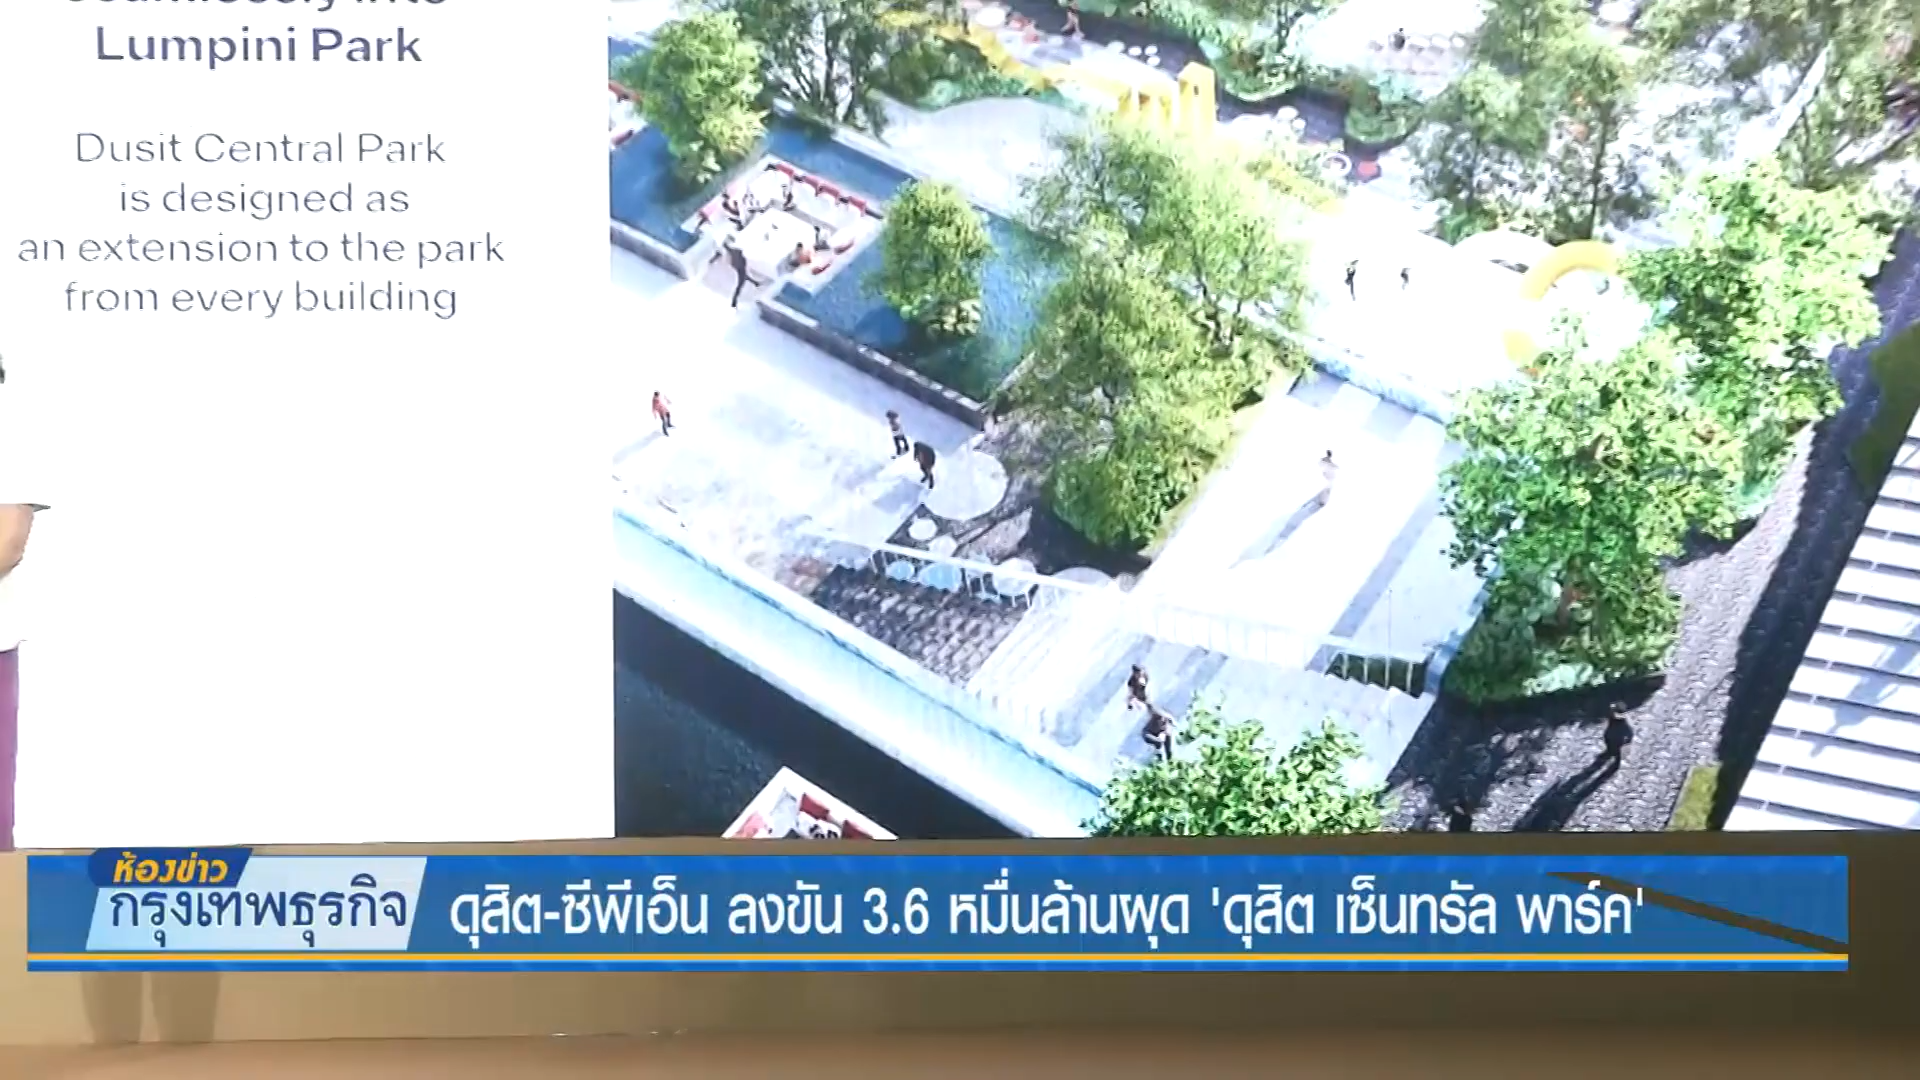 seamlessly into
Lumpini Park
Dusit Central Park
is designed as
an extension to the park
from every building
ห้องข่าว
กรุงเทพธุรกิจ
ดุสิต-ซีพีเอ็น ลงขัน 3.6 หมื่นล้านผุด 'ดุสิต เซ็นทรัล พาร์ค'